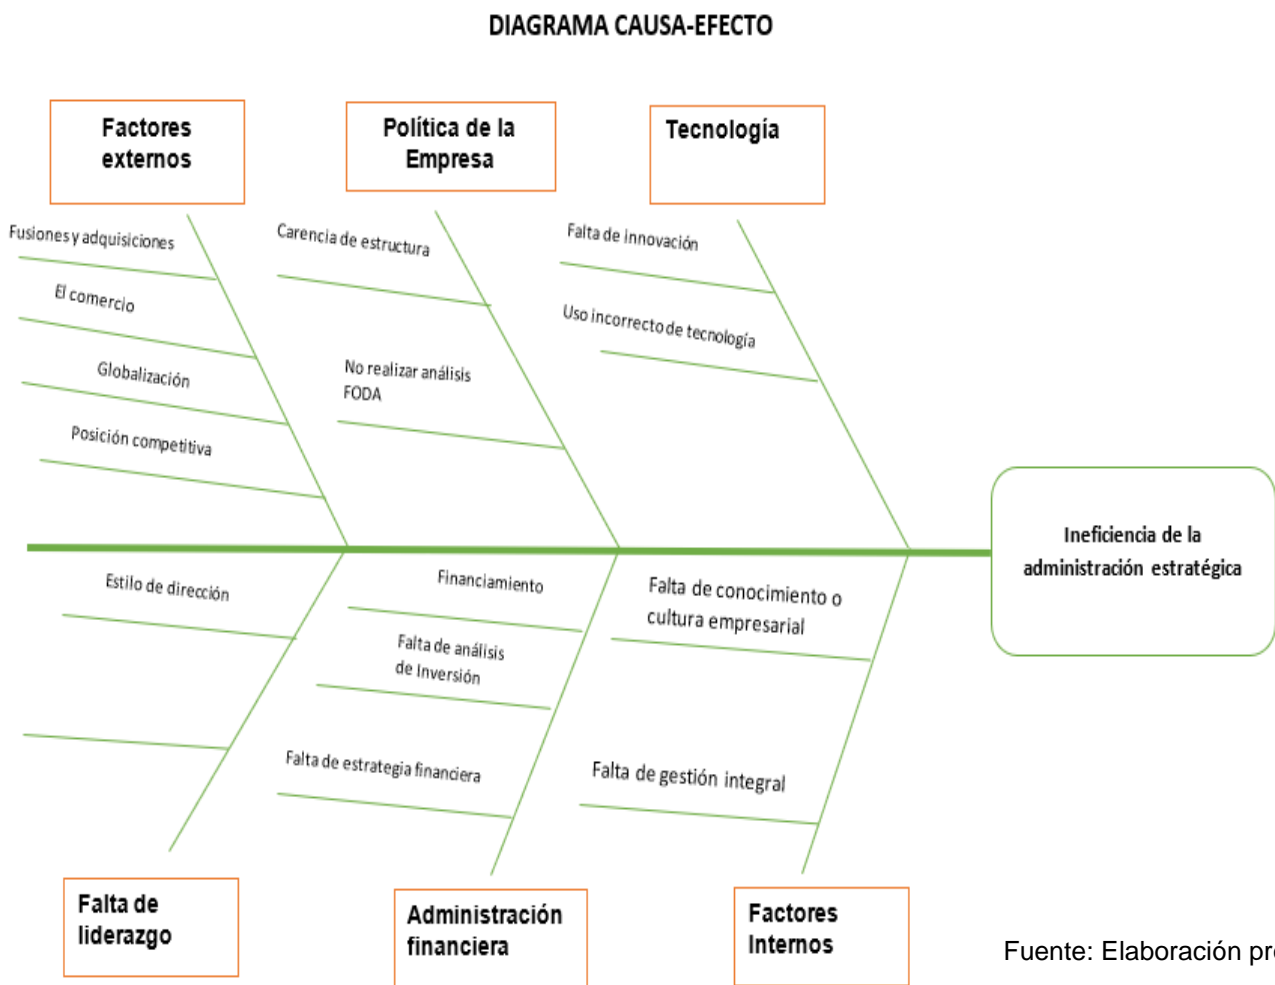 DIAGRAMA CAUSA-EFECTO
Factores
externos
Política de la
Empresa
Tecnología
Fusiones y adquisiciones
El comercio
Globalización
Posición competitiva
Carencia de estructura
No realizar análisis
FODA
Falta de innovación
Uso incorrecto de tecnología
Ineficiencia de la
administración estratégica
Estilo de dirección
Financiamiento
Falta de análisis
de Inversión
Falta de estrategia financiera
Falta de conocimiento o
cultura empresarial
Falta de gestión integral
Falta de
liderazgo
Administración
financiera
Factores
Internos
Fuente: Elaboración